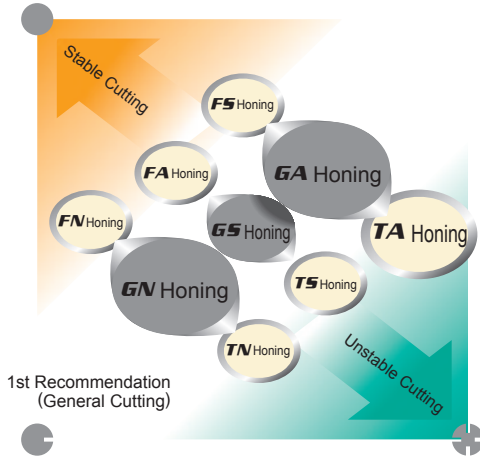 Stable Cutting
FS Honing
FA Honing
GA Honing
FN Honing
GS Honing
TA Honing
GN Honing
TS Honing
TN Honing
Unstable Cutting
1st Recommendation
(General Cutting)